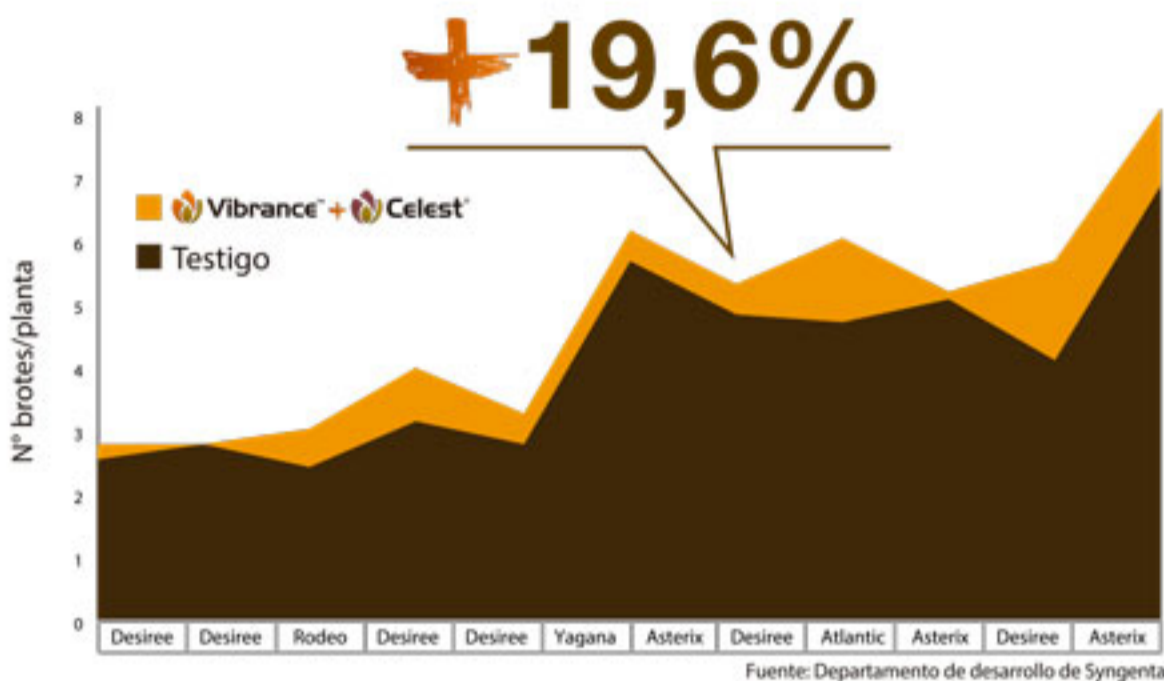 +19,6%
8
7
6
5
4
3
2
1
0
N° brotes/planta
Vibrance™ + Celest®
Testigo
Desiree Desiree Rodeo Desiree Desiree Yagana Asterix Desiree Atlantic Asterix Desiree Asterix
Fuente: Departamento de desarrollo de Syngenta